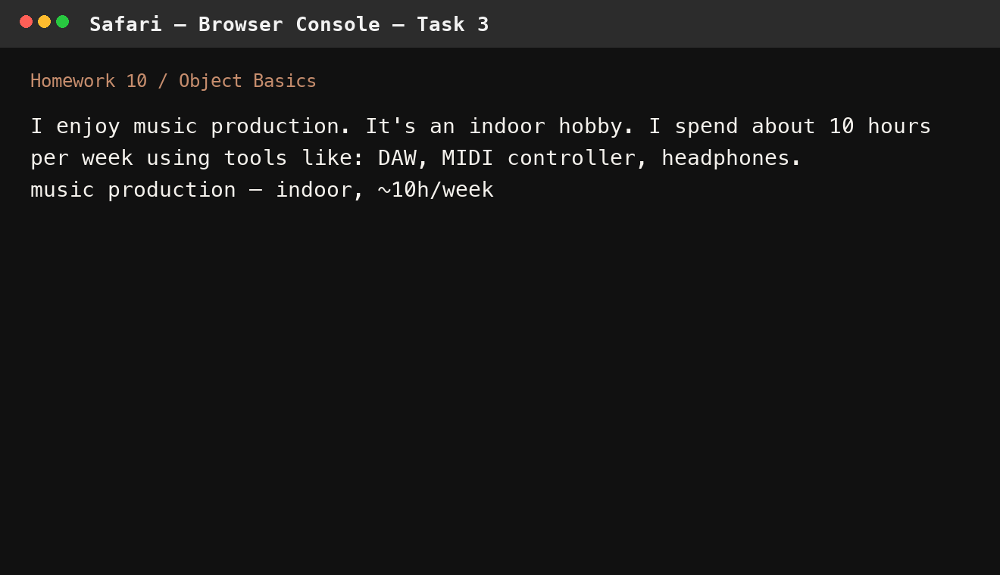 Safari — Browser Console — Task 3
Homework 10 / Object Basics
I enjoy music production. It's an indoor hobby. I spend about 10 hours
per week using tools like: DAW, MIDI controller, headphones.
music production — indoor, ~10h/week